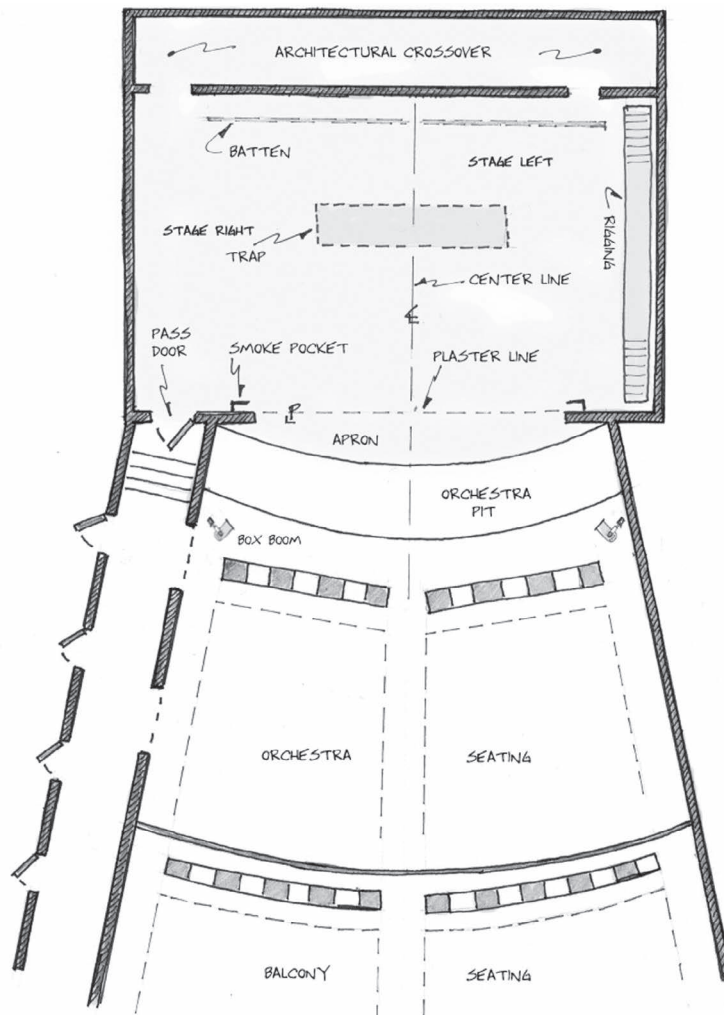 ARCHITECTURAL CROSSOVER
BATTEN
STAGE LEFT
STAGE RIGHT
TRAP
RIGGING
CENTER LINE
PASS
DOOR
SMOKE POCKET
PLASTER LINE
APRON
ORCHESTRA
PIT
BOX BOOM
ORCHESTRA SEATING
BALCONY SEATING